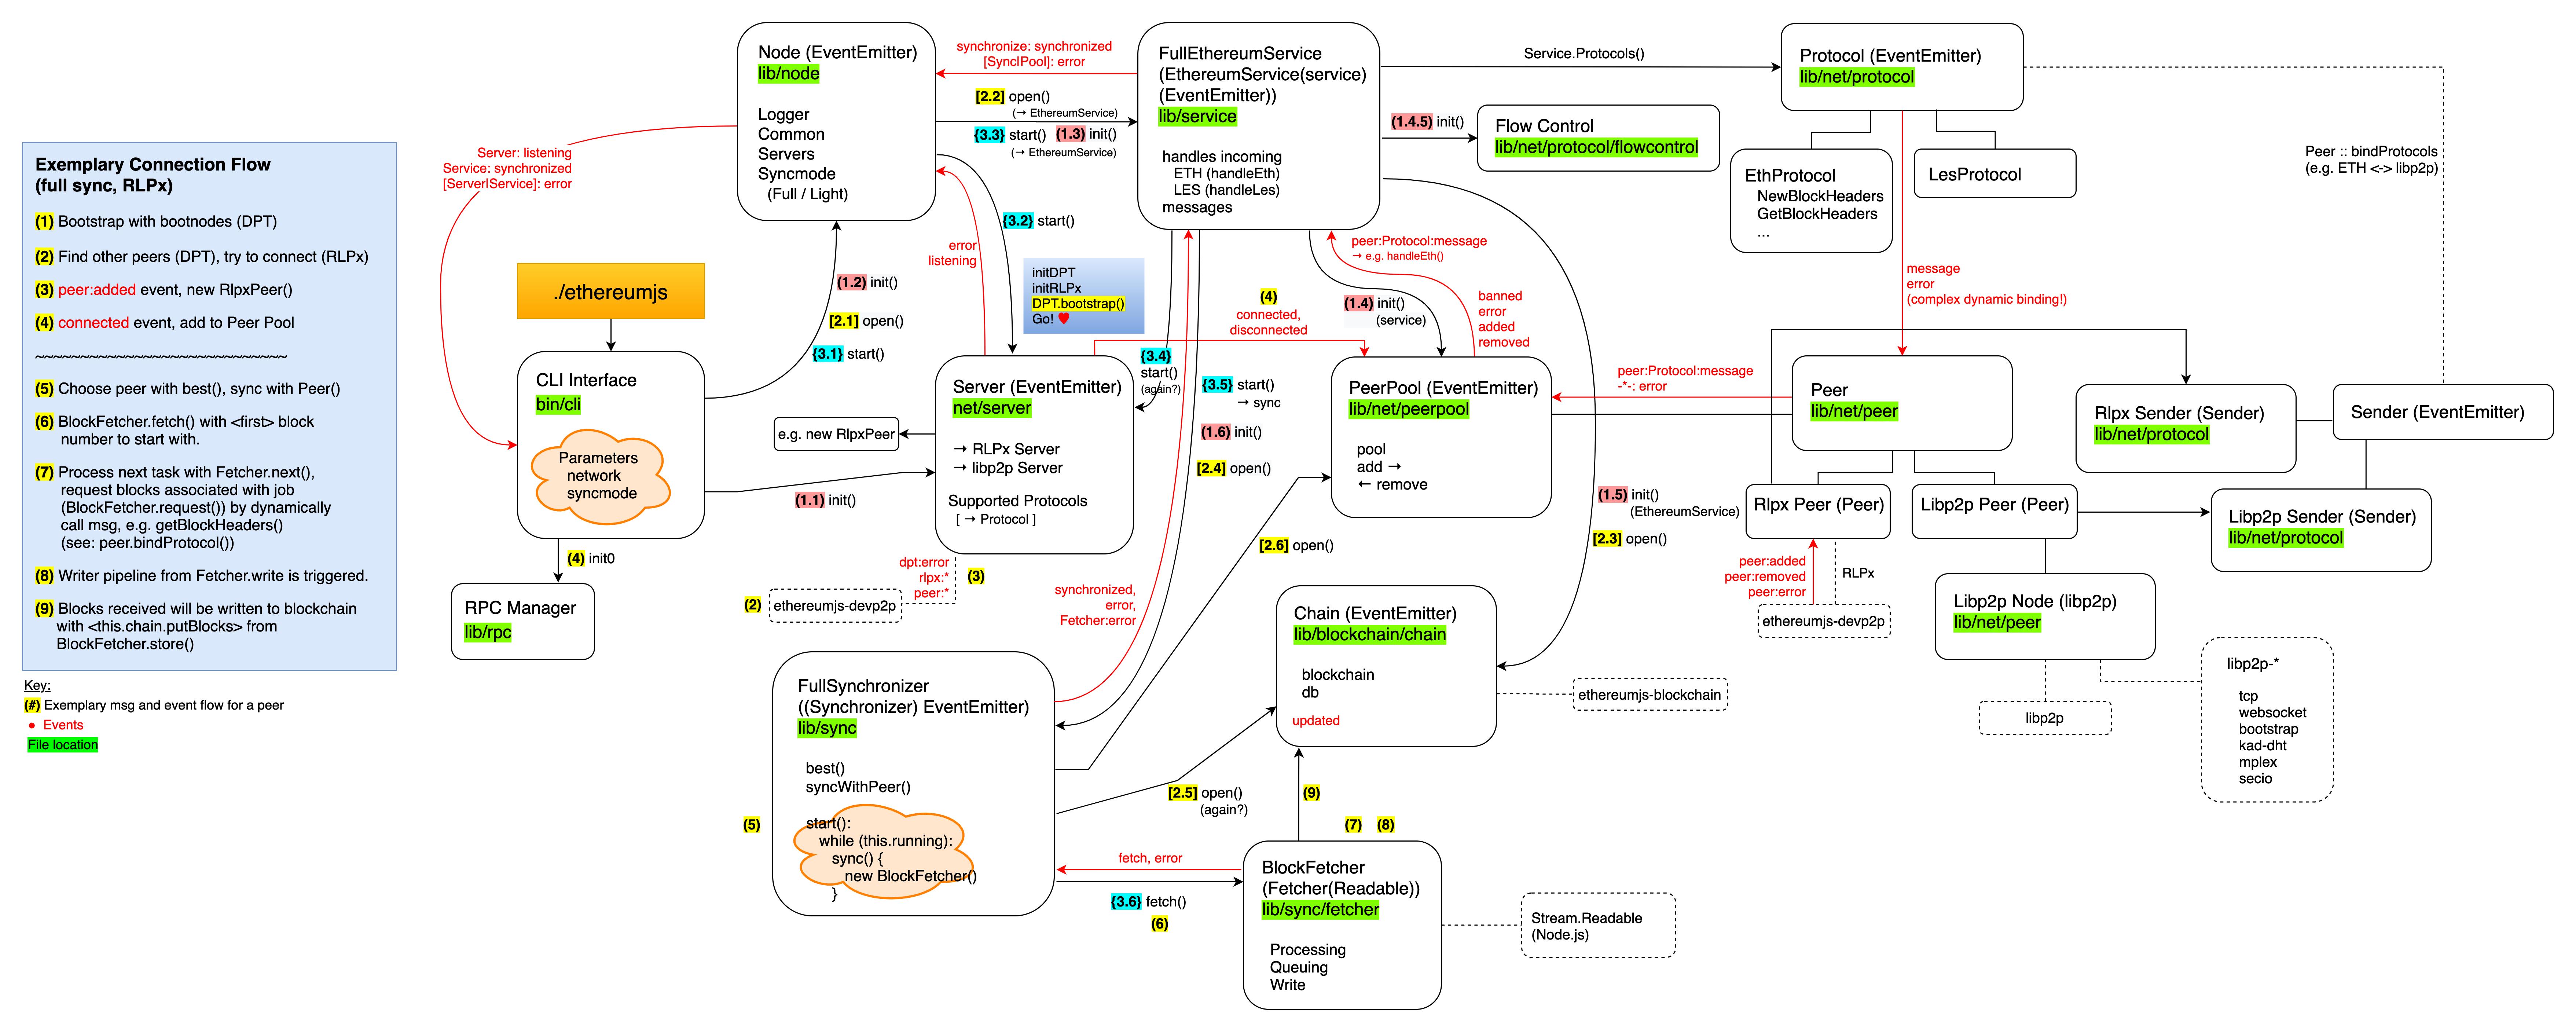 Exemplary Connection Flow
(full sync, RLPx)
(1) Bootstrap with bootnodes (DPT)
(2) Find other peers (DPT), try to connect (RLPx)
(3) peer:added event, new RlpxPeer()
(4) connected event, add to Peer Pool
~~~~~~~~~~~~~~~~~~~~~~~~~~~~
(5) Choose peer with best(), sync with Peer()
(6) BlockFetcher.fetch() with <first> block
number to start with.
(7) Process next task with Fetcher.next(),
request blocks associated with job
(BlockFetcher.request()) by dynamically
call msg, e.g. getBlockHeaders()
(see: peer.bindProtocol())
(8) Writer pipeline from Fetcher.write is triggered.
(9) Blocks received will be written to blockchain
with <this.chain.putBlocks> from
BlockFetcher.store()
Key:
(#) Exemplary msg and event flow for a peer
Events
File location
Server: listening
Service: synchronized
[Server|Service]: error
./ethereumjs
CLI Interface
bin/cli
Parameters
network
syncmode
(4) init0
RPC Manager
lib/rpc
Node (EventEmitter)
lib/node
Logger
Common
Servers
Syncmode
(Full / Light)
(1.2) init()
[2.1] open()
{3.1} start()
(1.1) init()
synchronize: synchronized
[Sync|Pool]: error
[2.2] open()
(→ EthereumService)
{3.3} start() (1.3) init()
(→ EthereumService)
{3.2} start()
error
listening
initDPT
initRLPx
DPT.bootstrap()
Go! ♥
Server (EventEmitter)
net/server
→ RLPx Server
→ libp2p Server
Supported Protocols
[ → Protocol ]
e.g. new RlpxPeer
dpt:error
rlpx:*
peer:*
(3)
(2)
ethereumjs-devp2p
FullEthereumService
(EthereumService(service)
(EventEmitter))
lib/service
handles incoming
ETH (handleEth)
LES (handleLes)
messages
{3.4}
start()
(again?)
(4)
connected,
disconnected
{3.5} start()
→ sync
(1.6) init()
[2.4] open()
synchronized,
error,
Fetcher:error
FullSynchronizer
((Synchronizer) EventEmitter)
lib/sync
best()
syncWithPeer()
(5)
start():
while (this.running):
sync() {
new BlockFetcher()
}
[2.6] open()
[2.5] open()
(again?)
fetch, error
{3.6} fetch()
(6)
Service.Protocols()
(1.4.5) init()
Flow Control
lib/net/protocol/flowcontrol
peer:Protocol:message
→ e.g. handleEth()
(1.4) init()
(service)
banned
error
added
removed
PeerPool (EventEmitter)
lib/net/peerpool
pool
add →
← remove
peer:Protocol:message
-*-: error
(1.5) init()
(EthereumService)
[2.3] open()
Chain (EventEmitter)
lib/blockchain/chain
blockchain
db
updated
ethereumjs-blockchain
(9)
(7) (8)
BlockFetcher
(Fetcher(Readable))
lib/sync/fetcher
Processing
Queuing
Write
Stream.Readable
(Node.js)
Protocol (EventEmitter)
lib/net/protocol
EthProtocol
NewBlockHeaders
GetBlockHeaders
...
LesProtocol
message
error
(complex dynamic binding!)
Peer :: bindProtocols
(e.g. ETH <-> libp2p)
Peer
lib/net/peer
Rlpx Sender (Sender)
lib/net/protocol
Sender (EventEmitter)
Rlpx Peer (Peer)
Libp2p Peer (Peer)
Libp2p Sender (Sender)
lib/net/protocol
peer:added
peer:removed
peer:error
RLPx
ethereumjs-devp2p
Libp2p Node (libp2p)
lib/net/peer
libp2p
libp2p-*
tcp
websocket
bootstrap
kad-dht
mplex
secio